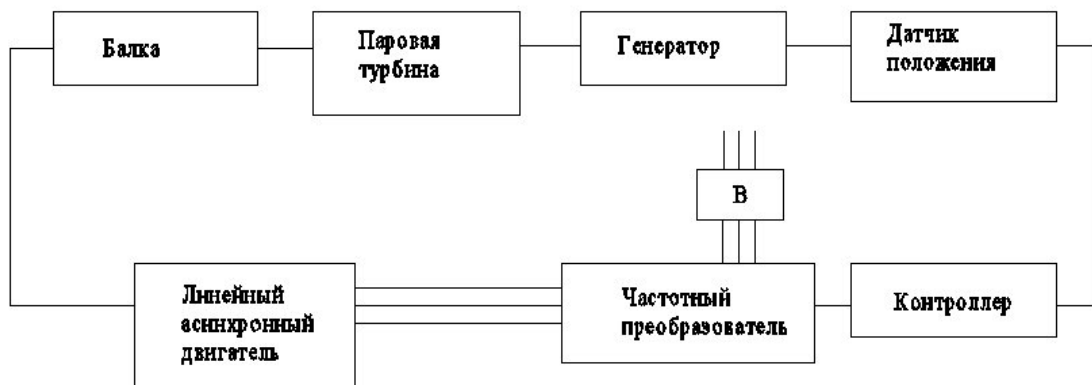 Балка
Паровая
турбина
Генератор
Датчик
положения
В
Линейный
асинхронный
двигатель
Частотный
преобразователь
Контроллер